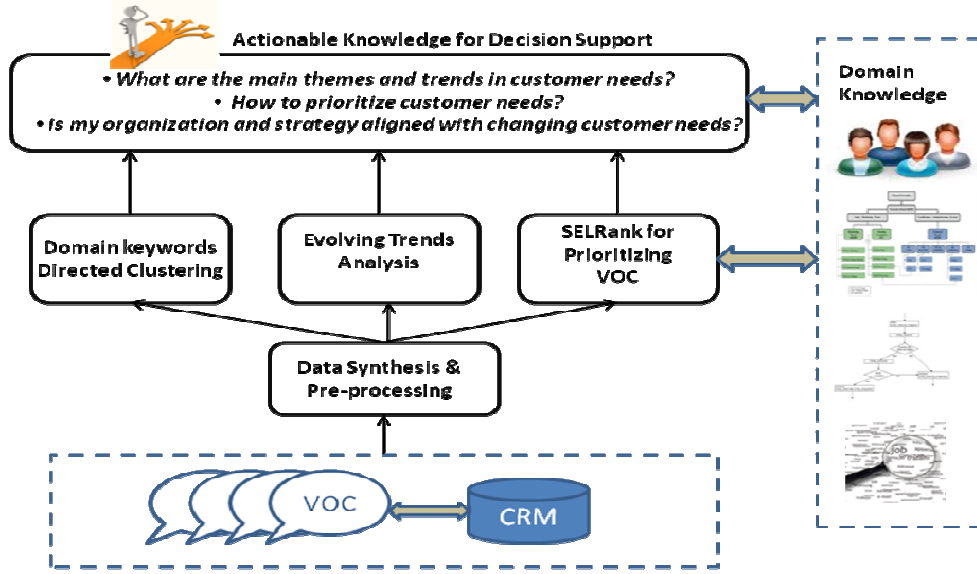 Actionable Knowledge for Decision Support
• What are the main themes and trends in customer needs?
• How to prioritize customer needs?
• Is my organization and strategy aligned with changing customer needs?
Domain keywords
Directed Clustering
Evolving Trends
Analysis
SELRank for
Prioritizing
VOC
Data Synthesis &
Pre-processing
VOC
CRM
Domain
Knowledge
Job